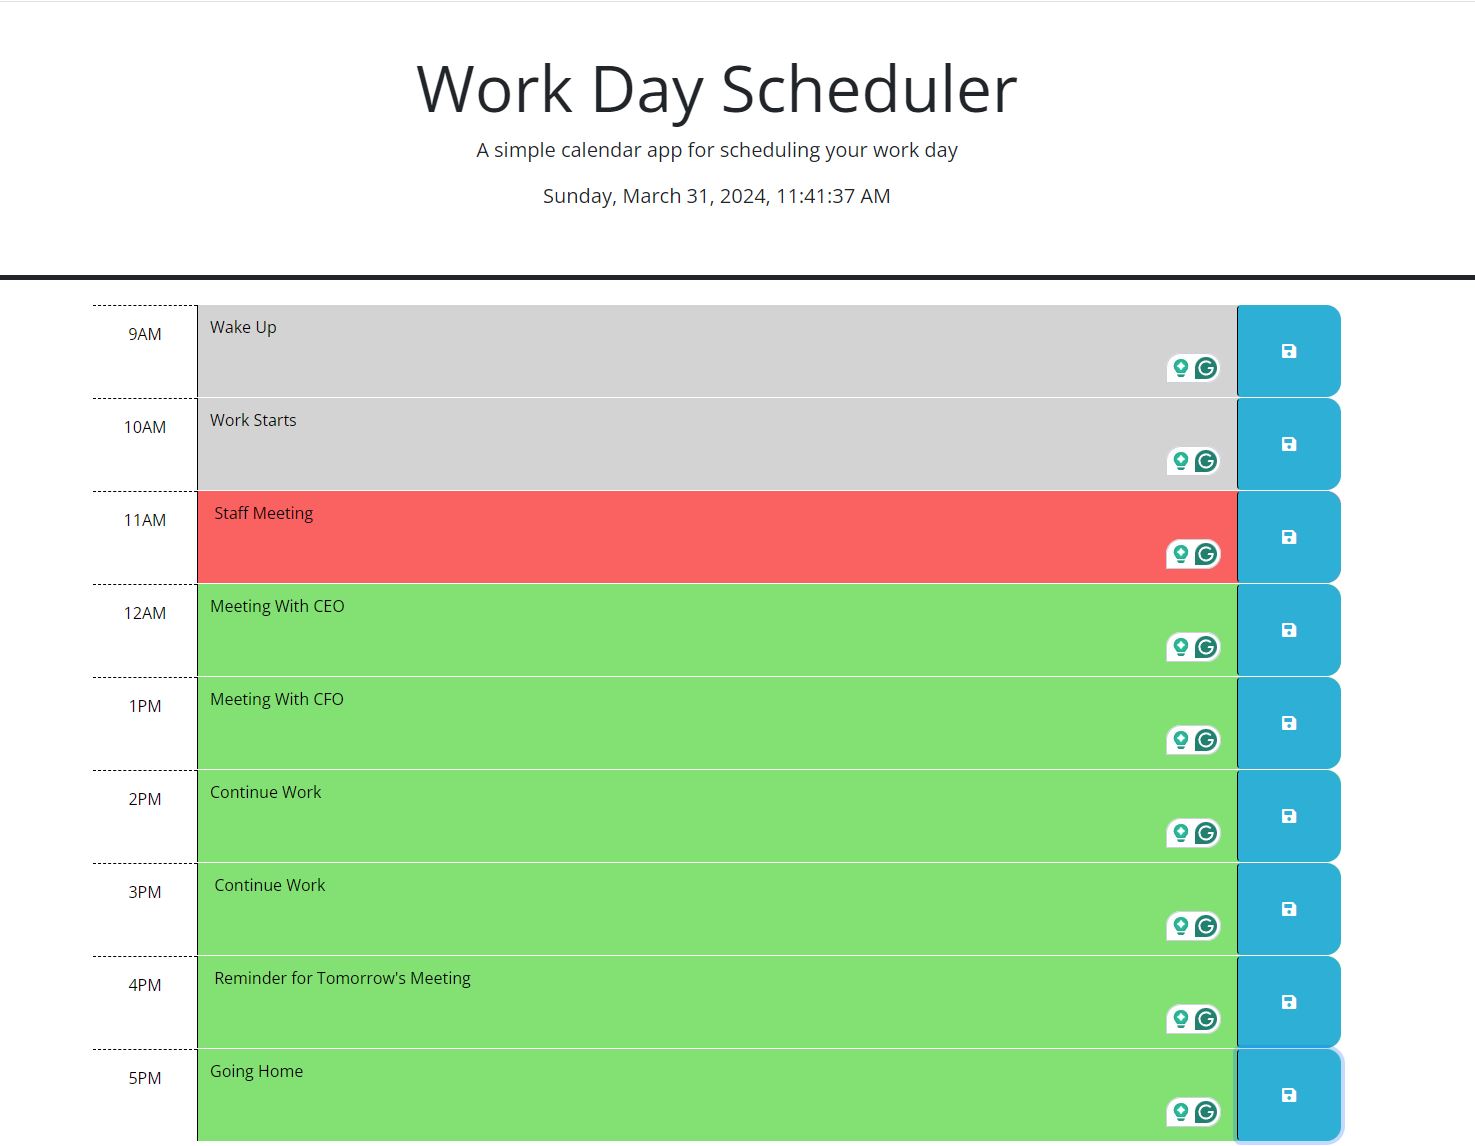 Work Day Scheduler
A simple calendar app for scheduling your work day
Sunday, March 31, 2024, 11:41:37 AM
9AM
Wake Up
10AM
Work Starts
11AM
Staff Meeting
12AM
Meeting With CEO
1PM
Meeting With CFO
2PM
Continue Work
3PM
Continue Work
4PM
Reminder for Tomorrow's Meeting
5PM
Going Home